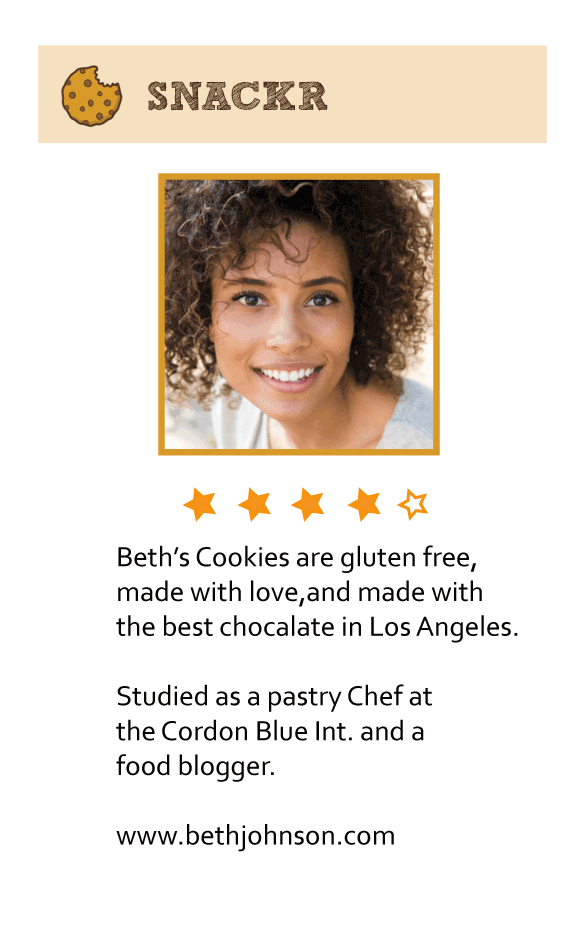 SNACKR
Beth’s Cookies are gluten free,
made with love,and made with
the best chocalate in Los Angeles.
Studied as a pastry Chef at
the Cordon Blue Int. and a
food blogger.
www.bethjohnson.com